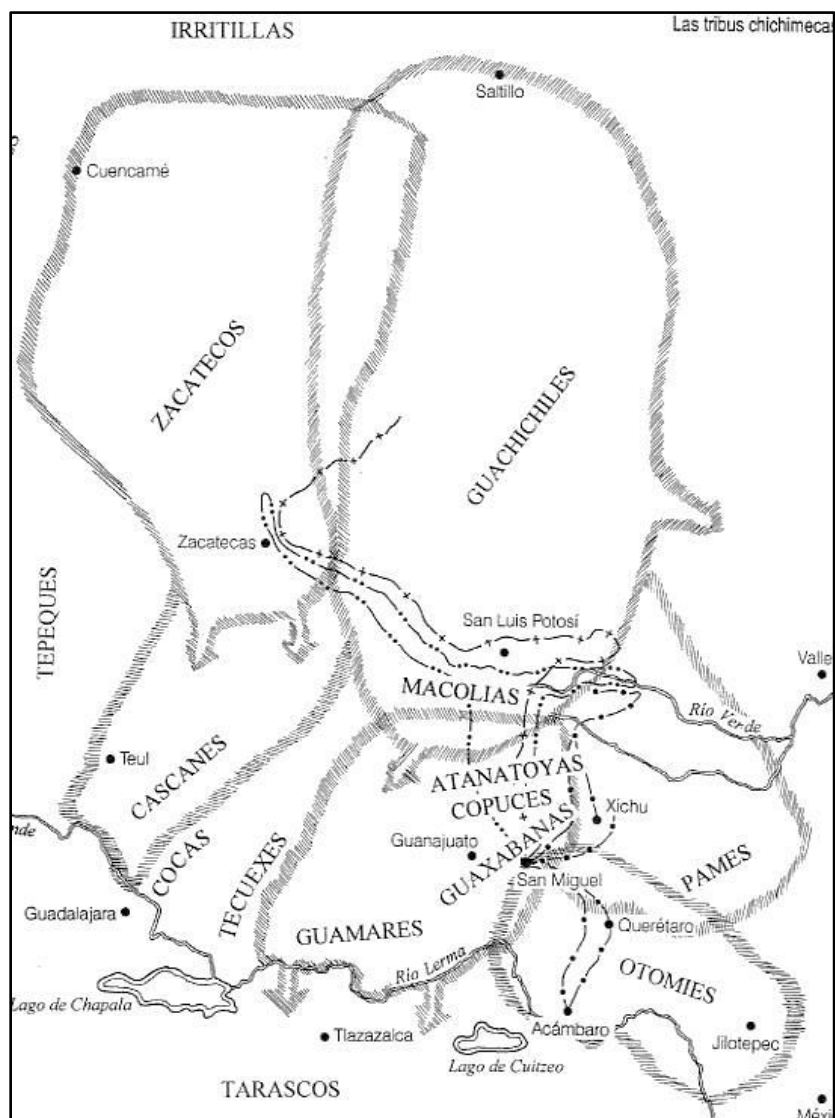 IRRITILLAS
Las tribus chichimecas
Saltillo
Cuencamé
ZACATECOS
GUACHICHILES
Zacatecas
San Luis Potosí
TEPEQUES
MACOLIAS
Valle
Río Verde
Teul
CASCANES
ATANATOYAS
COPUCES
Xichu
COCAS
Guanajuato
GUAXABANAS
San Miguel
PAMES
TECUEXES
Guadalajara
GUAMARES
Querétaro
Río Lerma
OTOMIES
Lago de Chapala
Acámbaro
Jilotepec
Tlazazalca
Lago de Cuitzeo
TARASCOS